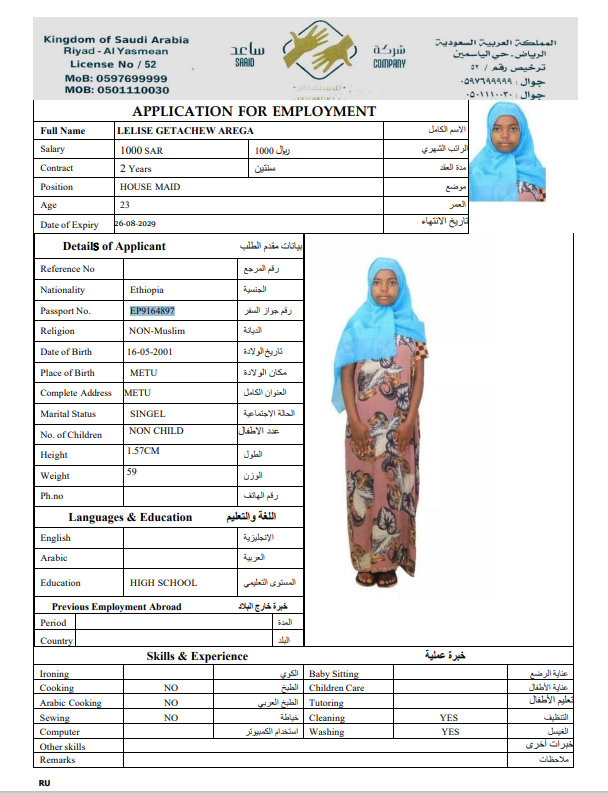 Kingdom of Saudi Arabia
Riyadh - Al Yasmean
License No / 52
MoB: 0597699999
MOB: 0501110030
ساعد
SAAID
شركة
COMPANY
المملكة العربية السعودية
الرياض ـ حي الياسمين
ترخيص رقم / ٥٢
جوال : ٠٥٩٧٦٩٩٩٩٩
جوال : ٠٥٠١١١٠٠٣٠
APPLICATION FOR EMPLOYMENT
Full Name LELISE GETACHEW AREGA الاسم الكامل
Salary 1000 SAR 1000 ريال الراتب الشهري
Contract 2 Years سنتين مدة العقد
Position HOUSE MAID موضع
Age 23 العمر
Date of Expiry 26-08-2029 تاريخ الانتهاء
Details of Applicant بيانات مقدم الطلب
Reference No رقم المرجع
Nationality Ethiopia الجنسية
Passport No. EP9164897 رقم جواز السفر
Religion NON-Muslim الديانة
Date of Birth 16-05-2001 تاريخ الولادة
Place of Birth METU مكان الولادة
Complete Address METU العنوان الكامل
Marital Status SINGEL الحالة الاجتماعية
No. of Children NON CHILD عدد الاطفال
Height 1.57CM الطول
Weight 59 الوزن
Ph.no رقم الهاتف
Languages & Education اللغة والتعليم
English الإنجليزية
Arabic العربية
Education HIGH SCHOOL المستوى التعليمي
Previous Employment Abroad خبرة خارج البلاد
Period المدة
Country البلد
Skills & Experience خبرة عملية
Ironing الكوي Baby Sitting عناية الرضع
Cooking NO الطبخ Children Care عناية الأطفال
Arabic Cooking NO الطبخ العربي Tutoring تعليم الأطفال
Sewing NO خياطة Cleaning YES التنظيف
Computer استخدام الكمبيوتر Washing YES الغسيل
Other skills خبرات أخرى
Remarks ملاحظات
RU